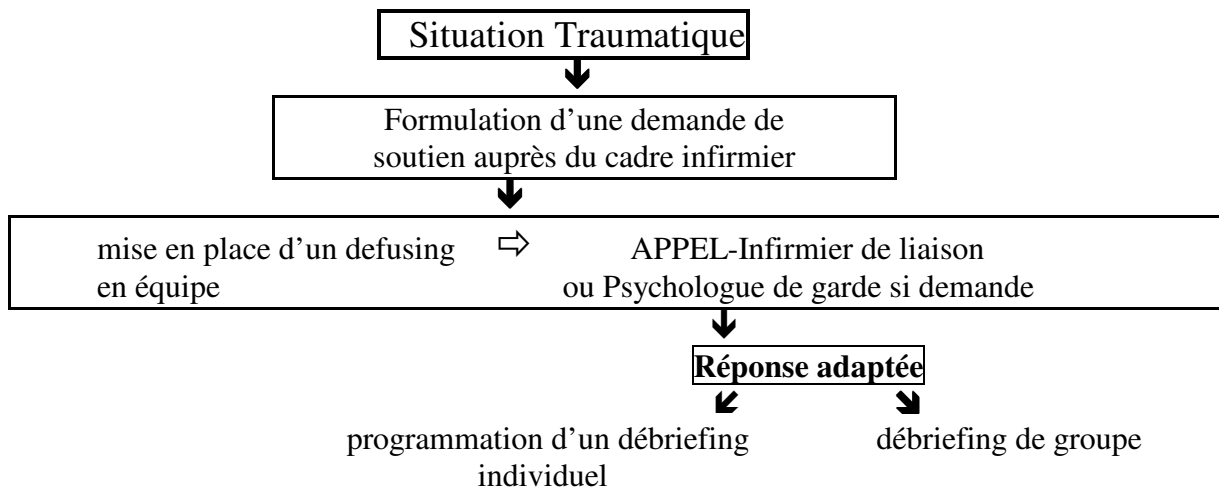 Situation Traumatique
Formulation d’une demande de
soutien auprès du cadre infirmier
mise en place d’un defusing ⇨ APPEL-Infirmier de liaison
en équipe ou Psychologue de garde si demande
Réponse adaptée
programmation d’un débriefing débriefing de groupe
individuel